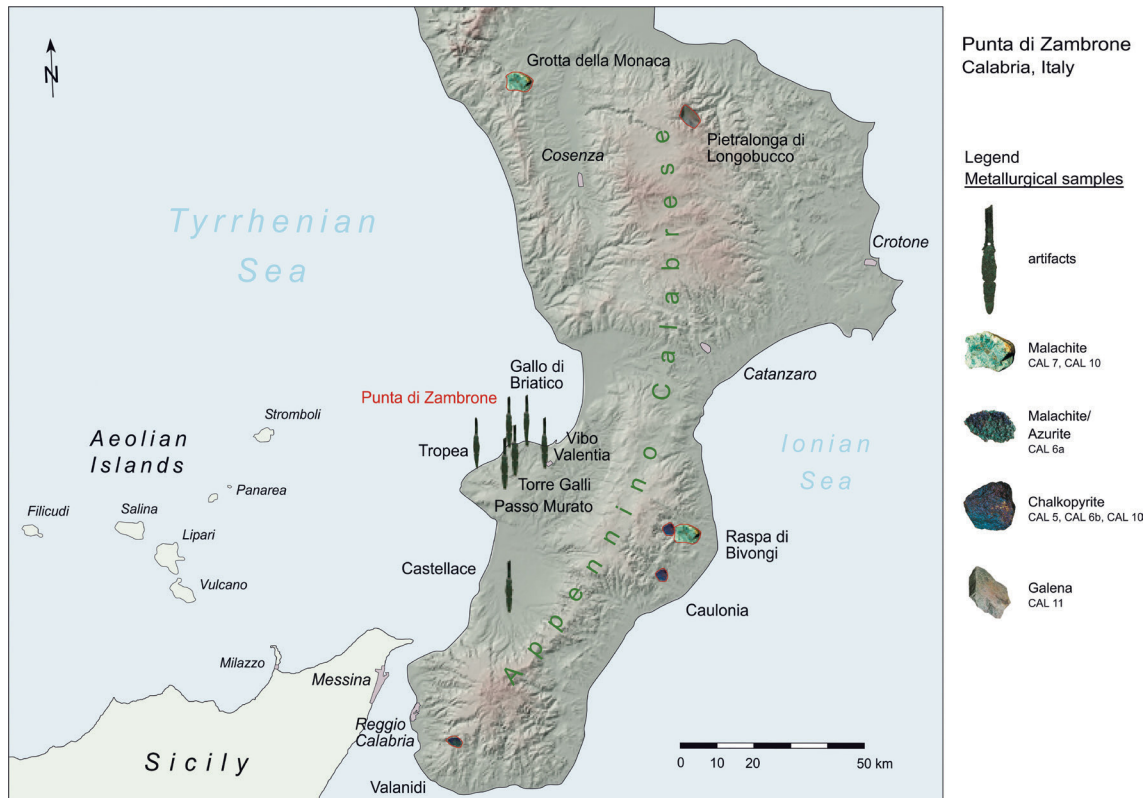 N
Grotta della Monaca
Pietralonga di
Longobucco
Cosenza
Tyrrhenian
Sea
Crotone
Appennino Calabrese
Catanzaro
Gallo di
Briatico
Punta di Zambrone
Stromboli
Aeolian
Islands
Tropea
Vibo
Valentia
Ionian
Sea
Torre Galli
Passo Murato
Panarea
Filicudi
Salina
Lipari
Vulcano
Raspa di
Bivongi
Castellace
Caulonia
Milazzo
Messina
Reggio
Calabria
Sicily
Valanidi
0 10 20 50 km
Punta di Zambrone
Calabria, Italy
Legend
Metallurgical samples
artifacts
Malachite
CAL 7, CAL 10
Malachite/
Azurite
CAL 6a
Chalkopyrite
CAL 5, CAL 6b, CAL 10
Galena
CAL 11